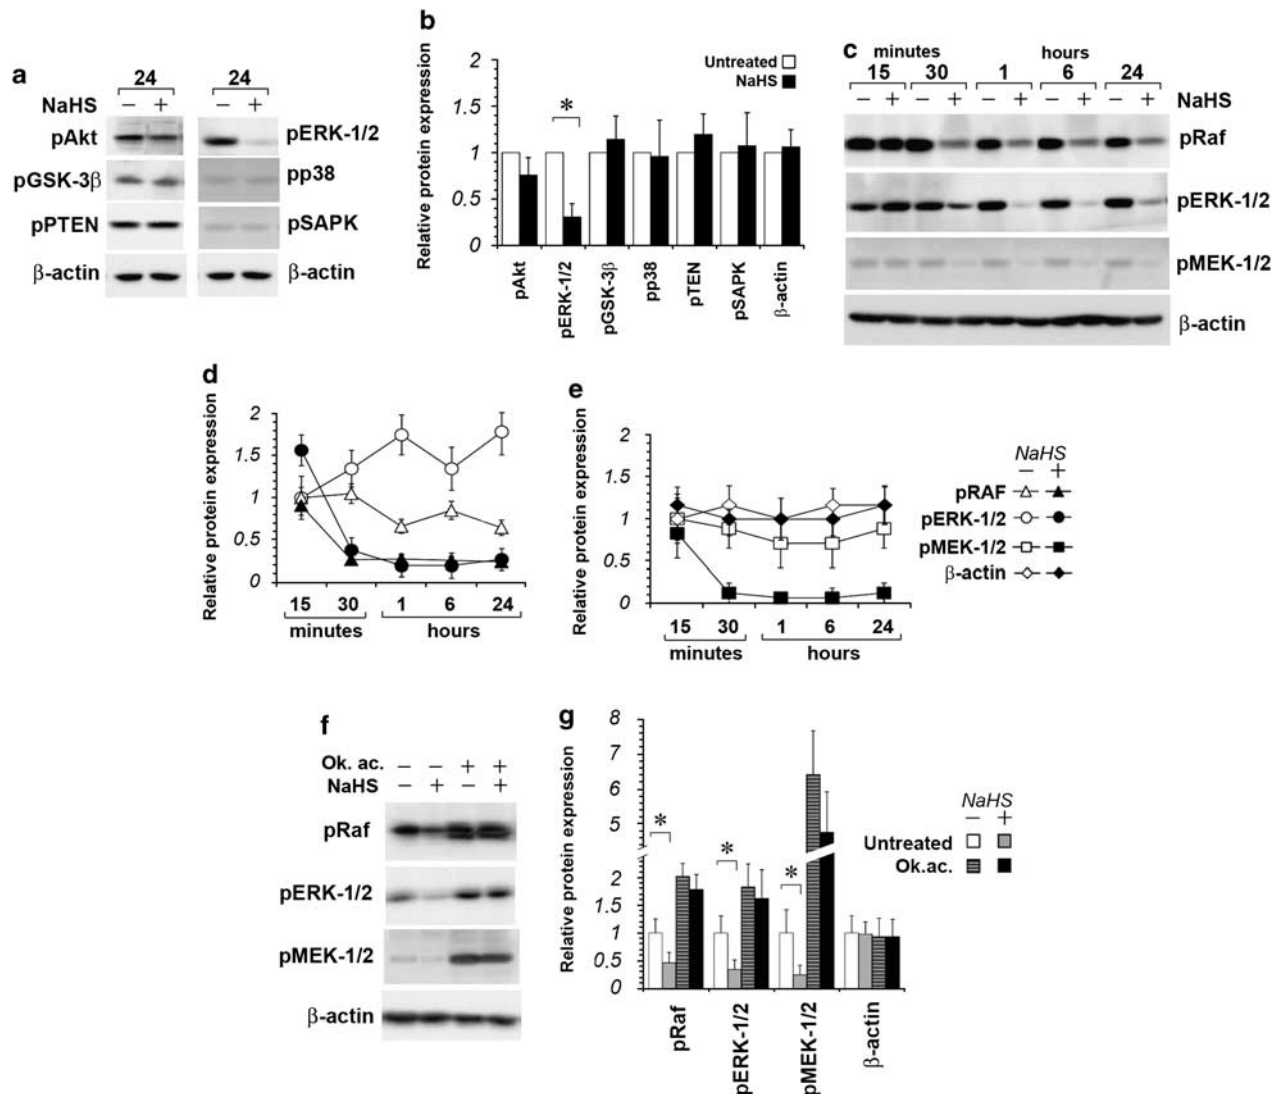 a
24 24
NaHS − + − +
pAkt pERK-1/2
pGSK-3β pp38
pPTEN pSAPK
β-actin β-actin
b
Relative protein expression
2
1.5
1
0.5
0
Untreated
NaHS
*
pAkt
pERK-1/2
pGSK-3β
pp38
pTEN
pSAPK
β-actin
c
minutes hours
15 30 1 6 24
− + − + − + − + − + NaHS
pRaf
pERK-1/2
pMEK-1/2
β-actin
d
Relative protein expression
2
1.5
1
0.5
0
15 30 1 6 24
minutes hours
e
Relative protein expression
2
1.5
1
0.5
0
15 30 1 6 24
minutes hours
NaHS
− +
pRAF
pERK-1/2
pMEK-1/2
β-actin
f
Ok. ac. − − + +
NaHS − + − +
pRaf
pERK-1/2
pMEK-1/2
β-actin
g
Relative protein expression
8
7
6
5
2
1.5
1
0.5
0
* * *
NaHS
− +
Untreated
Ok.ac.
pRaf
pERK-1/2
pMEK-1/2
β-actin